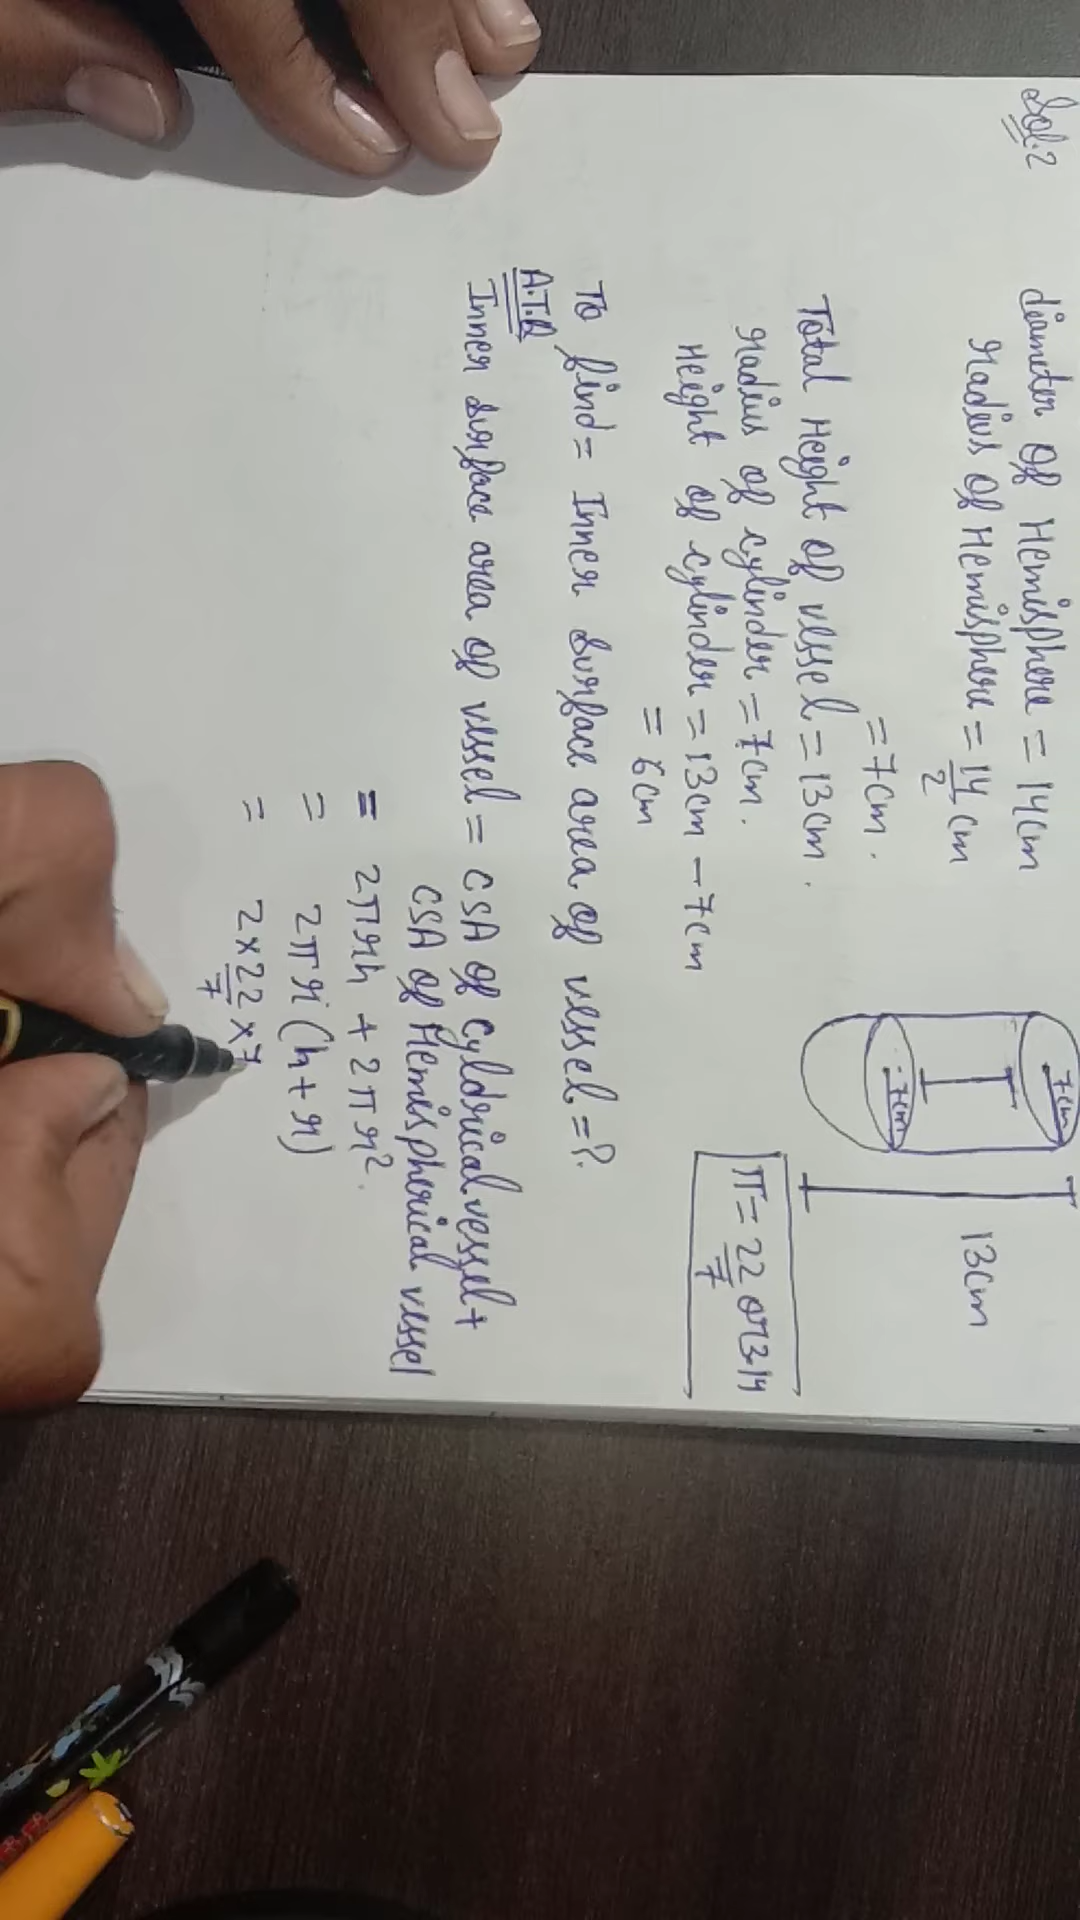 Sol.2
diameter of Hemisphere = 14cm
radius of Hemisphere = 14/2 cm
= 7cm.
Total Height of vessel = 13cm.
radius of cylinder = 7cm.
Height of cylinder = 13cm - 7cm
= 6cm
7cm
7cm
13cm
π = 22/7 or 3.14
To find = Inner surface area of vessel = ?.
A.T.Q
Inner surface area of vessel = CSA of Cyldrical vessel +
CSA of Hemispherical vessel
= 2πrh + 2πr².
= 2πr (h+r)
= 2×22/7×7